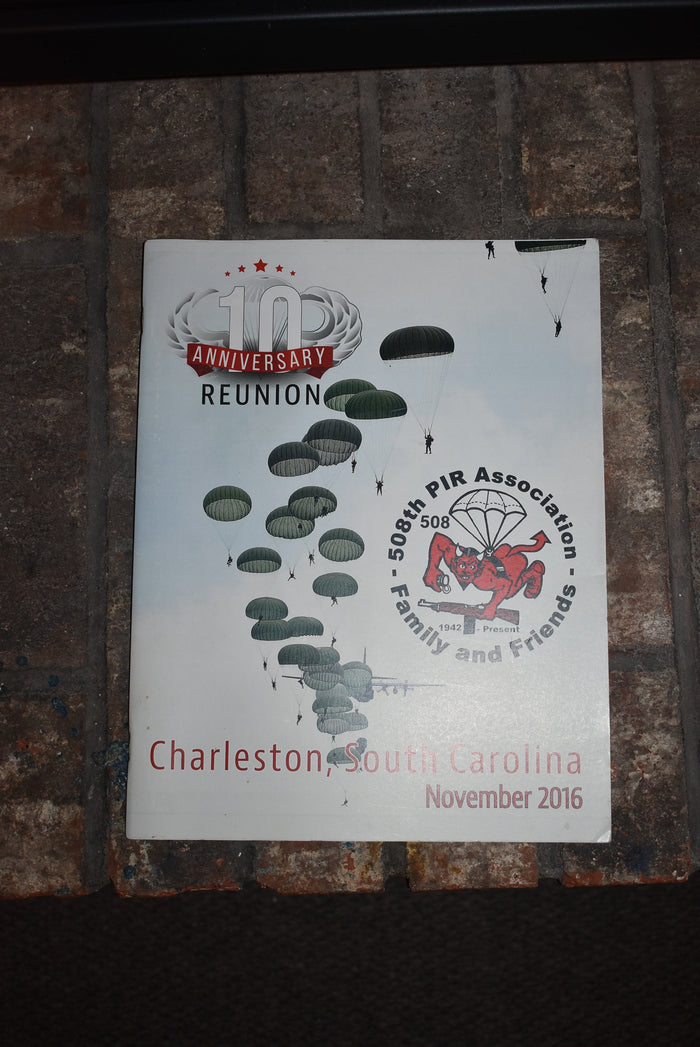 10
ANNIVERSARY
REUNION
508th PIR Association
508
1942 - Present
- Family and Friends -
Charleston, South Carolina
November 2016